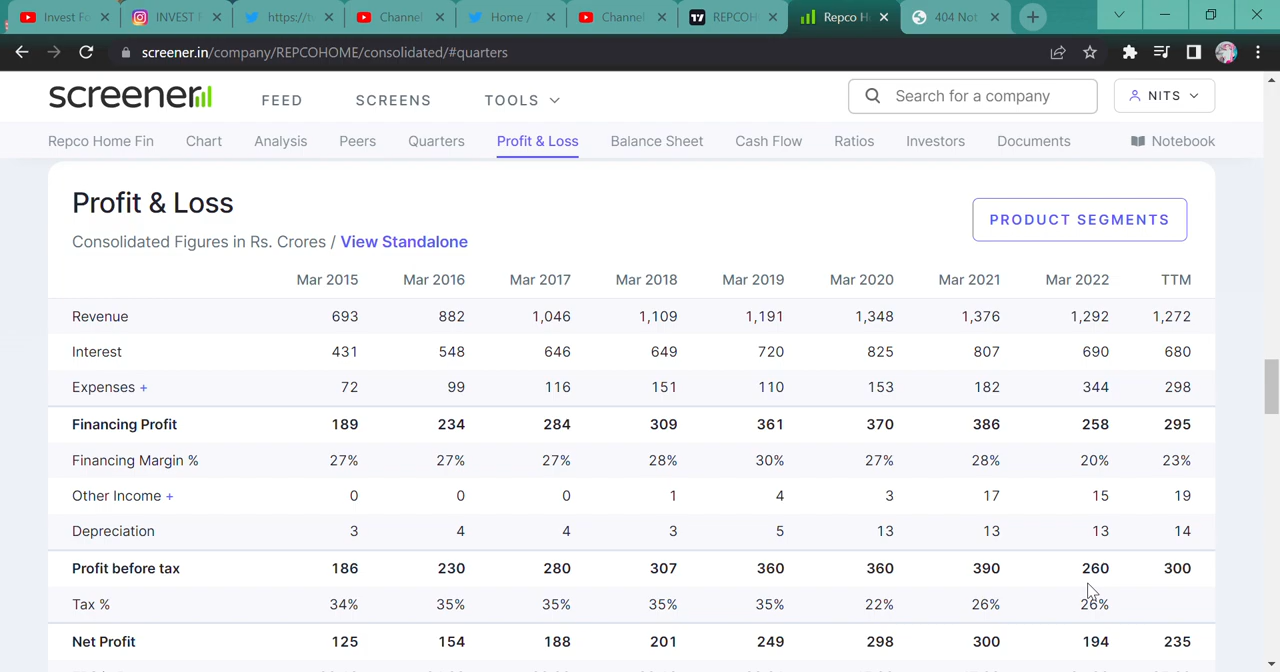 Invest Fo INVEST F https://tw Channel Home / Channel REPCOH Repco H 404 Not
screener.in/company/REPCOHOME/consolidated/#quarters
screener FEED SCREENS TOOLS Search for a company NITS
Repco Home Fin Chart Analysis Peers Quarters Profit & Loss Balance Sheet Cash Flow Ratios Investors Documents Notebook
Profit & Loss
PRODUCT SEGMENTS
Consolidated Figures in Rs. Crores / View Standalone
Mar 2015 Mar 2016 Mar 2017 Mar 2018 Mar 2019 Mar 2020 Mar 2021 Mar 2022 TTM
Revenue 693 882 1,046 1,109 1,191 1,348 1,376 1,292 1,272
Interest 431 548 646 649 720 825 807 690 680
Expenses + 72 99 116 151 110 153 182 344 298
Financing Profit 189 234 284 309 361 370 386 258 295
Financing Margin % 27% 27% 27% 28% 30% 27% 28% 20% 23%
Other Income + 0 0 0 1 4 3 17 15 19
Depreciation 3 4 4 3 5 13 13 13 14
Profit before tax 186 230 280 307 360 360 390 260 300
Tax % 34% 35% 35% 35% 35% 22% 26% 26%
Net Profit 125 154 188 201 249 298 300 194 235